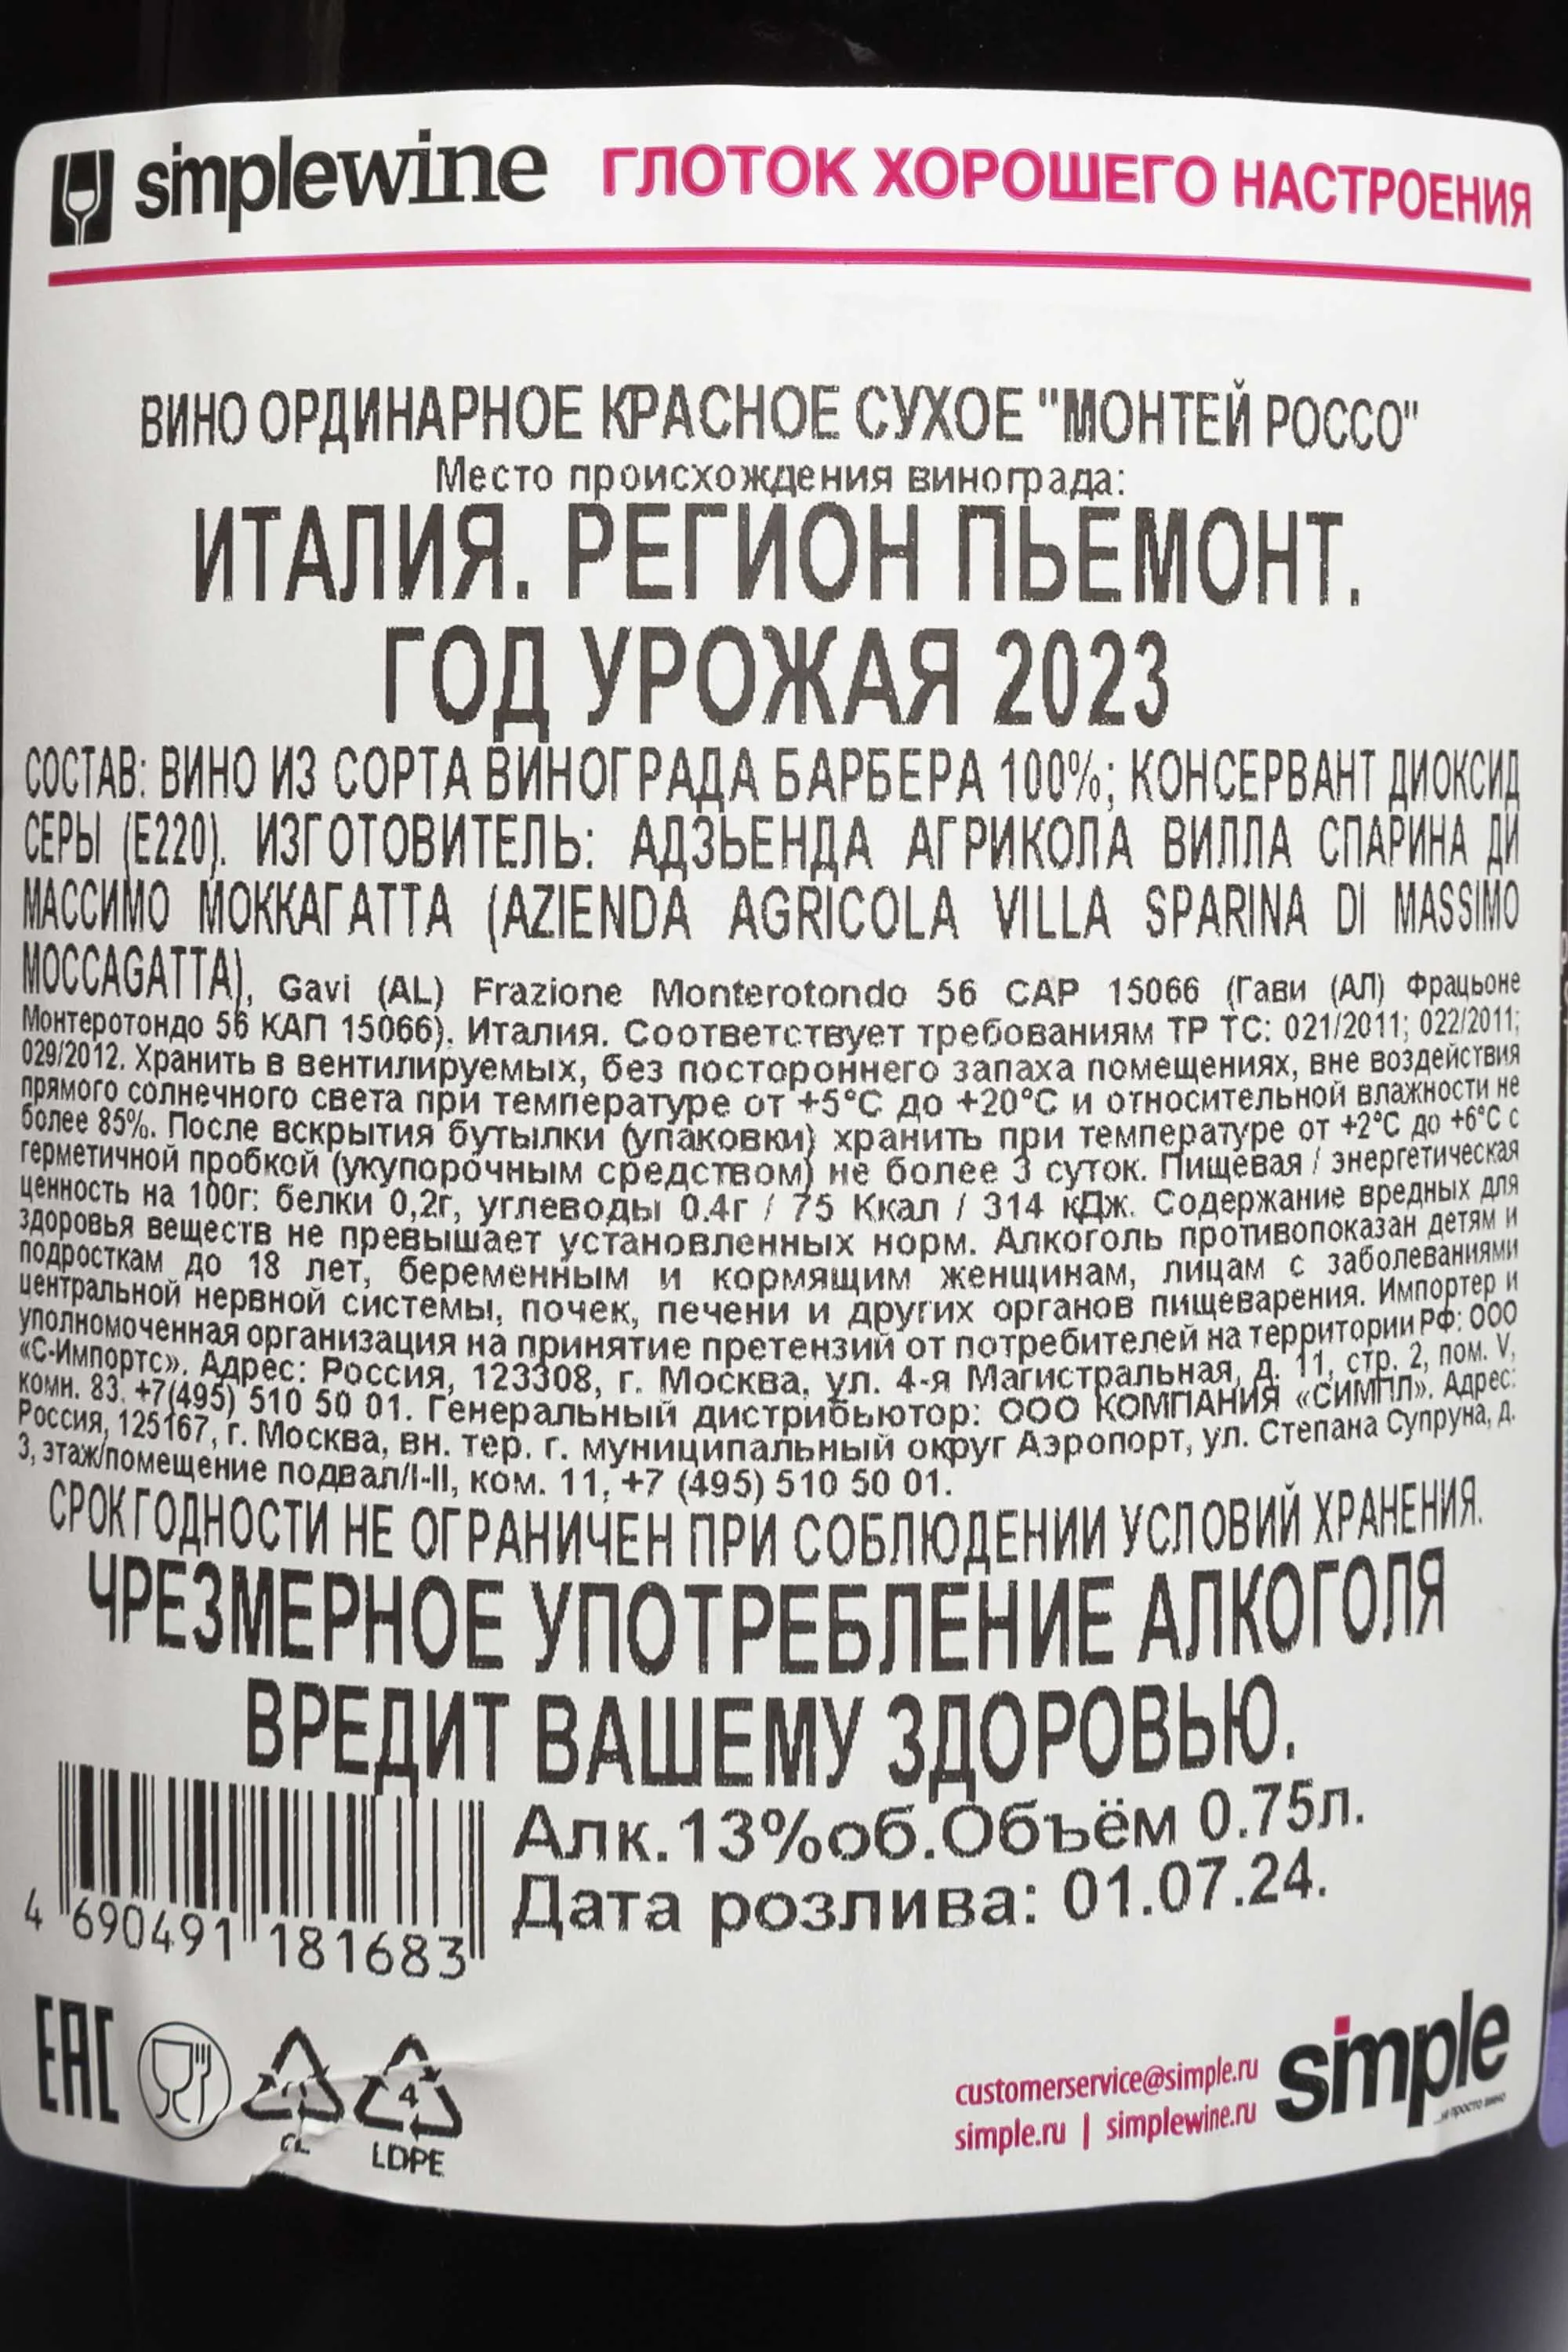 simplewine ГЛОТОК ХОРОШЕГО НАСТРОЕНИЯ
ВИНО ОРДИНАРНОЕ КРАСНОЕ СУХОЕ "МОНТЕЙ РОССО"
Место происхождения винограда:
ИТАЛИЯ. РЕГИОН ПЬЕМОНТ.
ГОД УРОЖАЯ 2023
СОСТАВ: ВИНО ИЗ СОРТА ВИНОГРАДА БАРБЕРА 100%; КОНСЕРВАНТ ДИОКСИД
СЕРЫ (Е220). ИЗГОТОВИТЕЛЬ: АДЗЬЕНДА АГРИКОЛА ВИЛЛА СПАРИНА ДИ
МАССИМО МОККАГАТТА (AZIENDA AGRICOLA VILLA SPARINA DI MASSIMO
MOCCAGATTA), Gavi (AL) Frazione Monterotondo 56 CAP 15066 (Гави (АЛ) Фрацьоне
Монтеротондо 56 КАП 15066), Италия. Соответствует требованиям ТР ТС: 021/2011; 022/2011;
029/2012. Хранить в вентилируемых, без постороннего запаха помещениях, вне воздействия
прямого солнечного света при температуре от +5°С до +20°С и относительной влажности не
более 85%. После вскрытия бутылки (упаковки) хранить при температуре от +2°С до +6°С с
герметичной пробкой (укупорочным средством) не более 3 суток. Пищевая / энергетическая
ценность на 100г: белки 0,2г, углеводы 0.4г / 75 Ккал / 314 кДж. Содержание вредных для
здоровья веществ не превышает установленных норм. Алкоголь противопоказан детям и
подросткам до 18 лет, беременным и кормящим женщинам, лицам с заболеваниями
центральной нервной системы, почек, печени и других органов пищеварения. Импортер и
уполномоченная организация на принятие претензий от потребителей на территории РФ: ООО
«С-Импортс». Адрес: Россия, 123308, г. Москва, ул. 4-я Магистральная, д. 11, стр. 2, пом. V,
комн. 83. +7(495) 510 50 01. Генеральный дистрибьютор: ООО КОМПАНИЯ «СИМПЛ». Адрес:
Россия, 125167, г. Москва, вн. тер. г. муниципальный округ Аэропорт, ул. Степана Супруна, д.
3, этаж/помещение подвал/I-II, ком. 11, +7 (495) 510 50 01.
СРОК ГОДНОСТИ НЕ ОГРАНИЧЕН ПРИ СОБЛЮДЕНИИ УСЛОВИЙ ХРАНЕНИЯ.
ЧРЕЗМЕРНОЕ УПОТРЕБЛЕНИЕ АЛКОГОЛЯ
ВРЕДИТ ВАШЕМУ ЗДОРОВЬЮ.
Алк.13%об.Объём 0.75л.
Дата розлива: 01.07.24.
4 690491 181683
EAC
4
LDPE
customerservice@simple.ru
simple.ru | simplewine.ru
simple